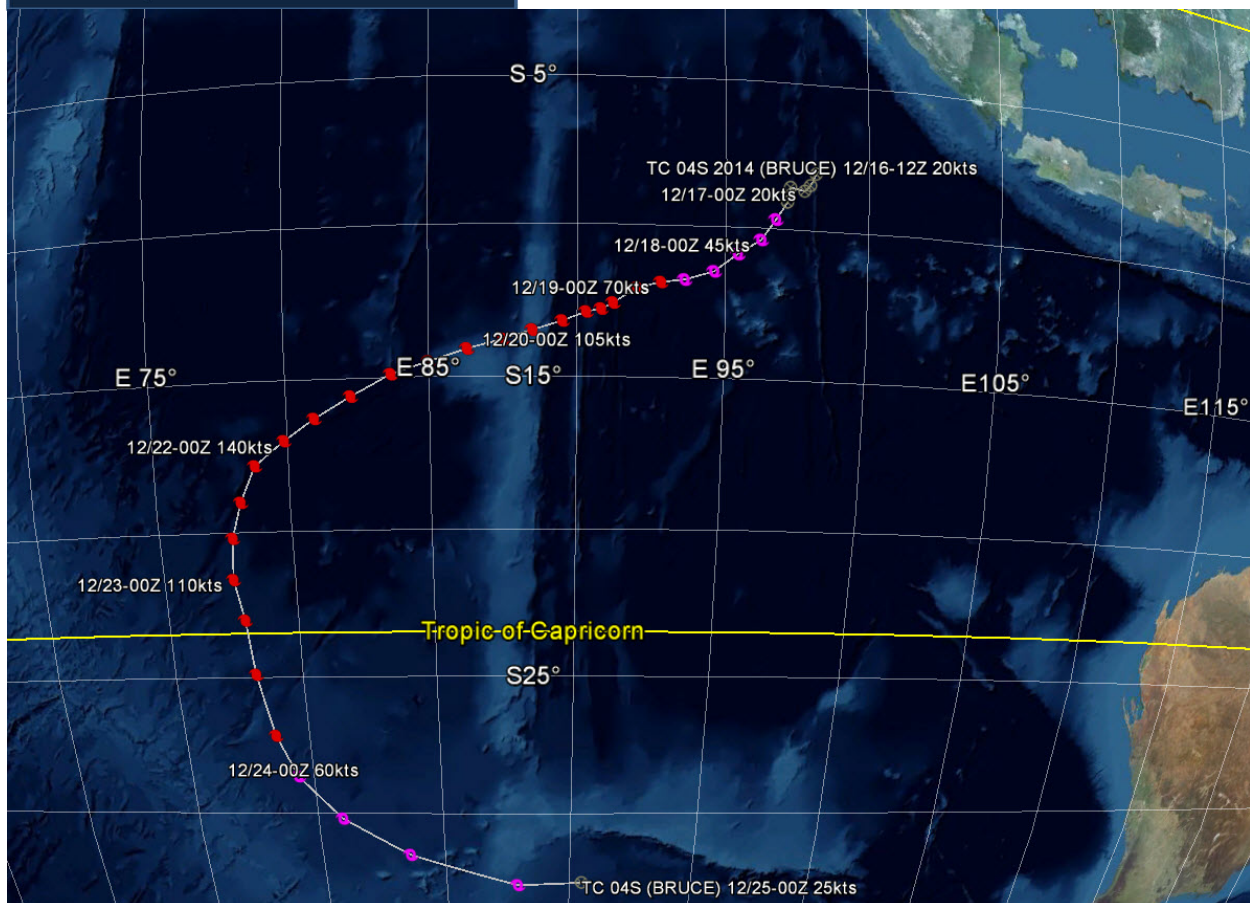 S 5°
TC 04S 2014 (BRUCE) 12/16-12Z 20kts
12/17-00Z 20kts
12/18-00Z 45kts
12/19-00Z 70kts
12/20-00Z 105kts
E 75°
E 85°
S15°
E 95°
E105°
E115°
12/22-00Z 140kts
12/23-00Z 110kts
Tropic of Capricorn
S25°
12/24-00Z 60kts
TC 04S (BRUCE) 12/25-00Z 25kts